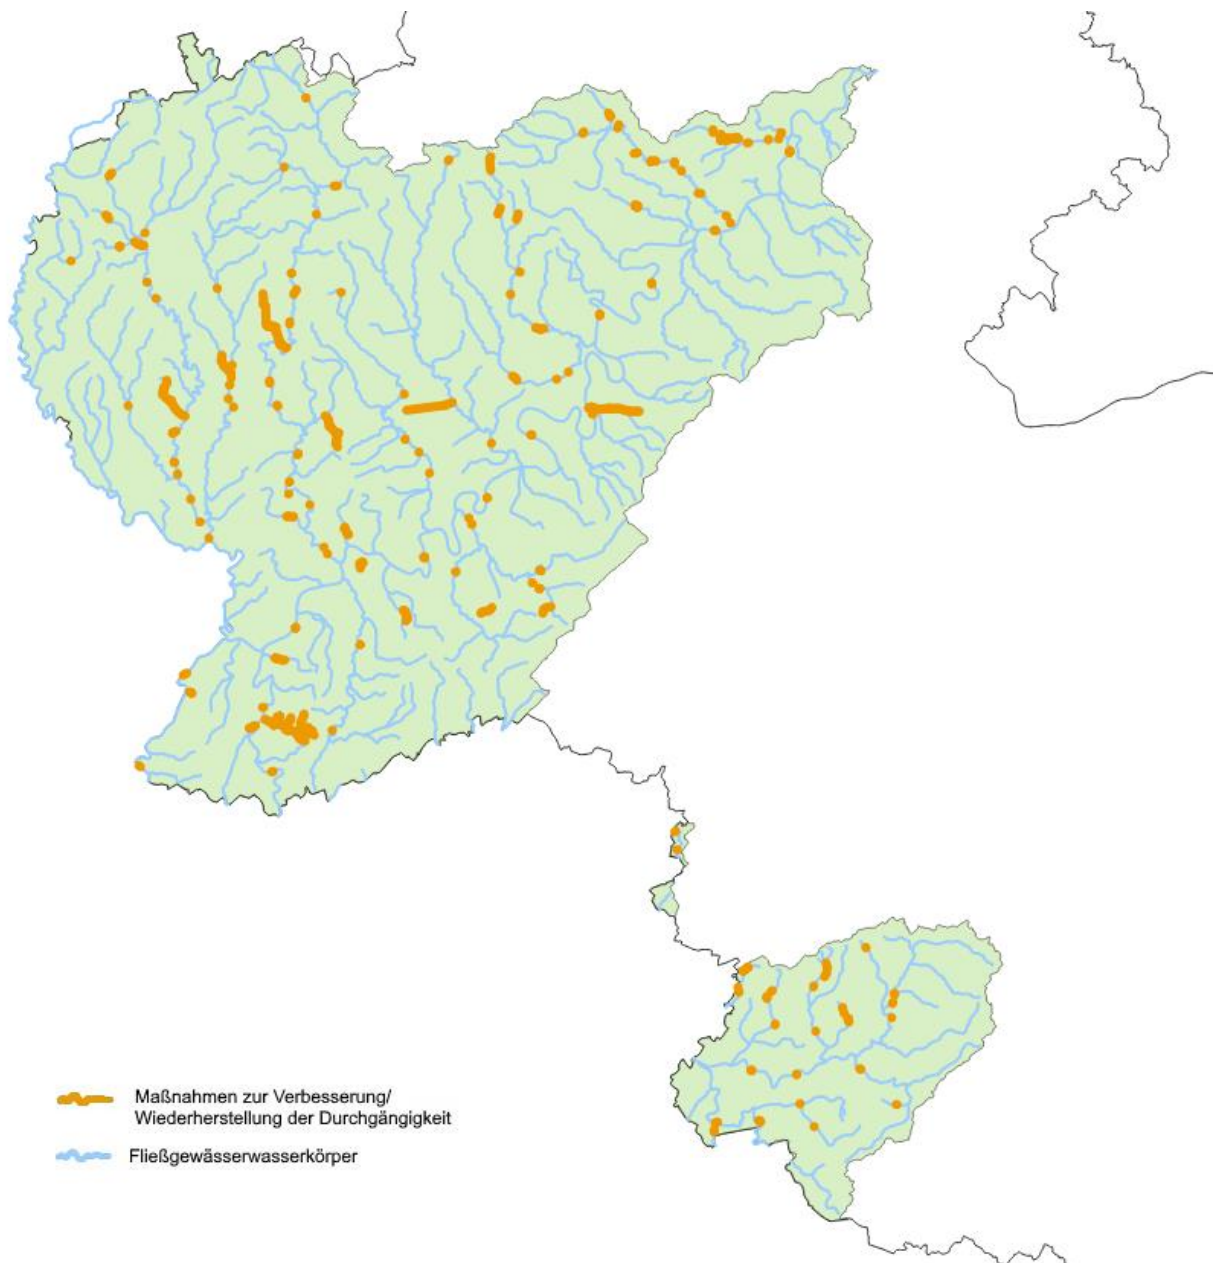 Maßnahmen zur Verbesserung/
Wiederherstellung der Durchgängigkeit
Fließgewässerwasserkörper